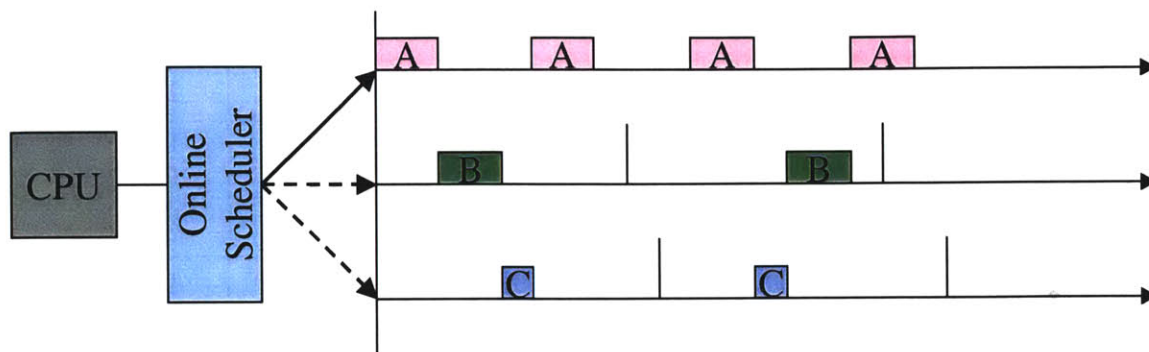 CPU
Online
Scheduler
A A A A
B B
C C